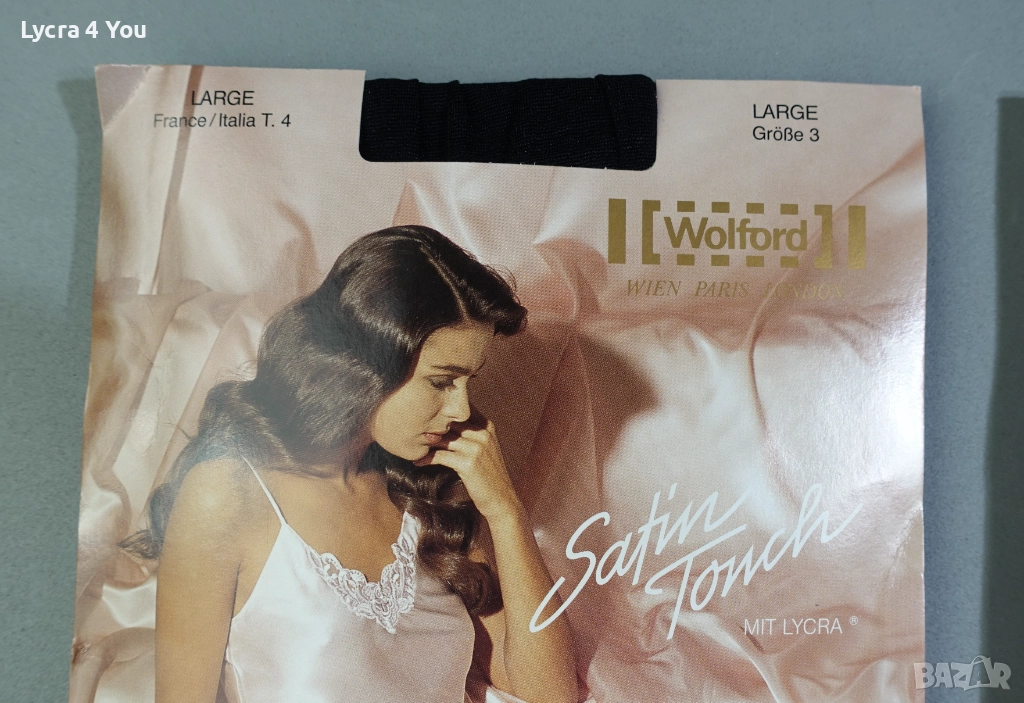 Lycra 4 You
LARGE
France/Italia T. 4
LARGE
Größe 3
Wolford
WIEN PARIS LONDON
Satin
Touch
MIT LYCRA ®
BAZAR